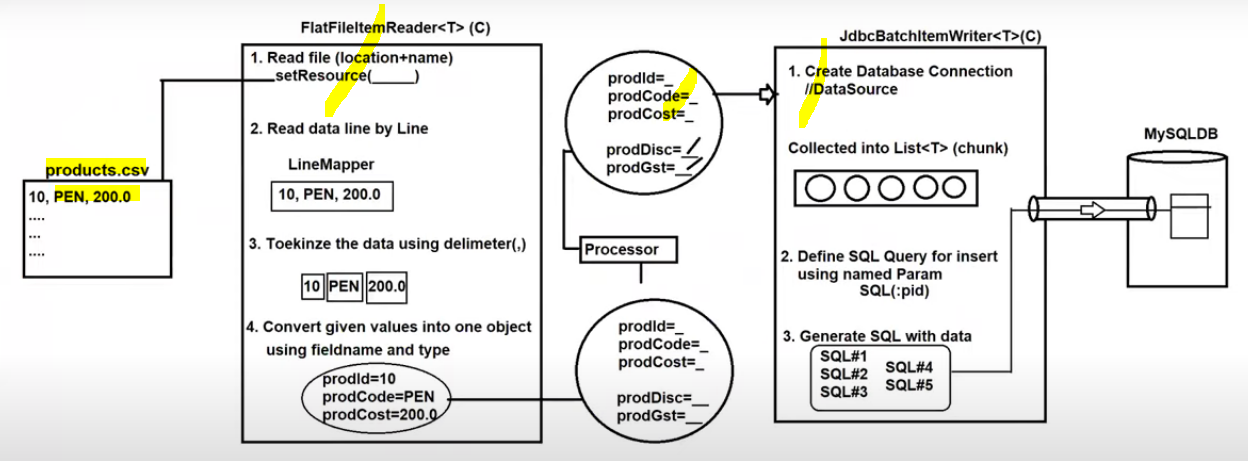 FlatFileItemReader<T> (C)
1. Read file (location+name)
setResource(_____)
2. Read data line by Line
LineMapper
10, PEN, 200.0
3. Toekinze the data using delimeter(,)
10 PEN 200.0
4. Convert given values into one object
using fieldname and type
prodId=10
prodCode=PEN
prodCost=200.0
products.csv
10, PEN, 200.0
....
...
....
prodId=_
prodCode=_
prodCost=_
prodDisc=__
prodGst=__
Processor
prodId=_
prodCode=_
prodCost=_
prodDisc=__
prodGst=__
JdbcBatchItemWriter<T>(C)
1. Create Database Connection
//DataSource
Collected into List<T> (chunk)
2. Define SQL Query for insert
using named Param
SQL(:pid)
3. Generate SQL with data
SQL#1
SQL#2
SQL#3
SQL#4
SQL#5
MySQLDB